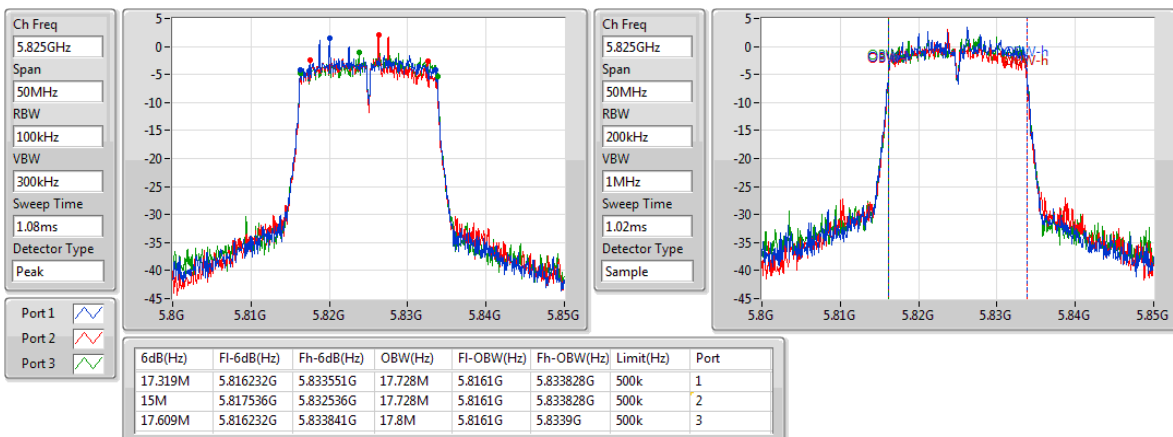 Ch Freq
5.825GHz
Span
50MHz
RBW
100kHz
VBW
300kHz
Sweep Time
1.08ms
Detector Type
Peak
Port 1
Port 2
Port 3
5
0
-5
-10
-15
-20
-25
-30
-35
-40
-45
5.8G 5.81G 5.82G 5.83G 5.84G 5.85G
Ch Freq
5.825GHz
Span
50MHz
RBW
200kHz
VBW
1MHz
Sweep Time
1.02ms
Detector Type
Sample
5
0
-5
-10
-15
-20
-25
-30
-35
-40
-45
5.8G 5.81G 5.82G 5.83G 5.84G 5.85G
6dB(Hz) Fl-6dB(Hz) Fh-6dB(Hz) OBW(Hz) Fl-OBW(Hz) Fh-OBW(Hz) Limit(Hz) Port
17.319M 5.816232G 5.833551G 17.728M 5.8161G 5.833828G 500k 1
15M 5.817536G 5.832536G 17.728M 5.8161G 5.833828G 500k 2
17.609M 5.816232G 5.833841G 17.8M 5.8161G 5.8339G 500k 3